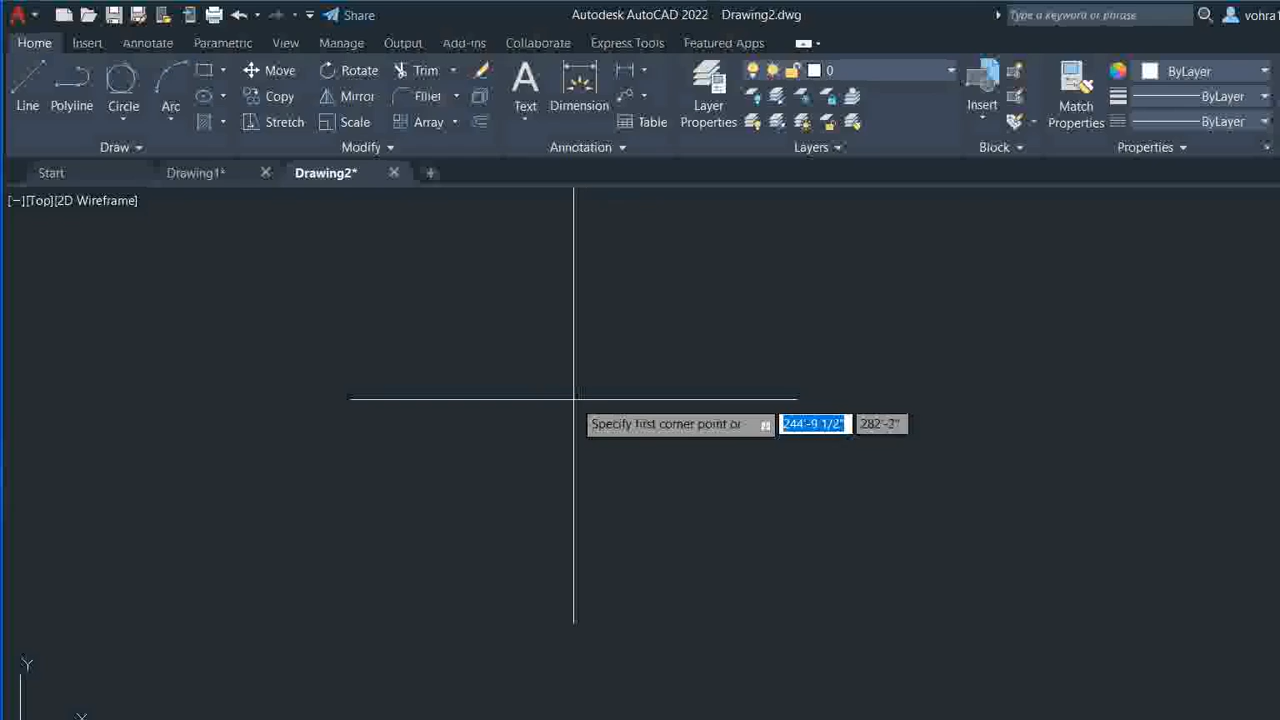 Share Autodesk AutoCAD 2022 Drawing2.dwg Type a keyword or phrase vohra
Home Insert Annotate Parametric View Manage Output Add-ins Collaborate Express Tools Featured Apps
Move Rotate Trim 0 ByLayer
Line Polyline Circle Arc Copy Mirror Fillet Text Dimension Layer Properties Insert Match Properties ByLayer
Stretch Scale Array Table ByLayer
Draw Modify Annotation Layers Block Properties
Start Drawing1* Drawing2*
[−][Top][2D Wireframe]
Specify first corner point or 244'-9 1/2" 282'-2"
Y
X